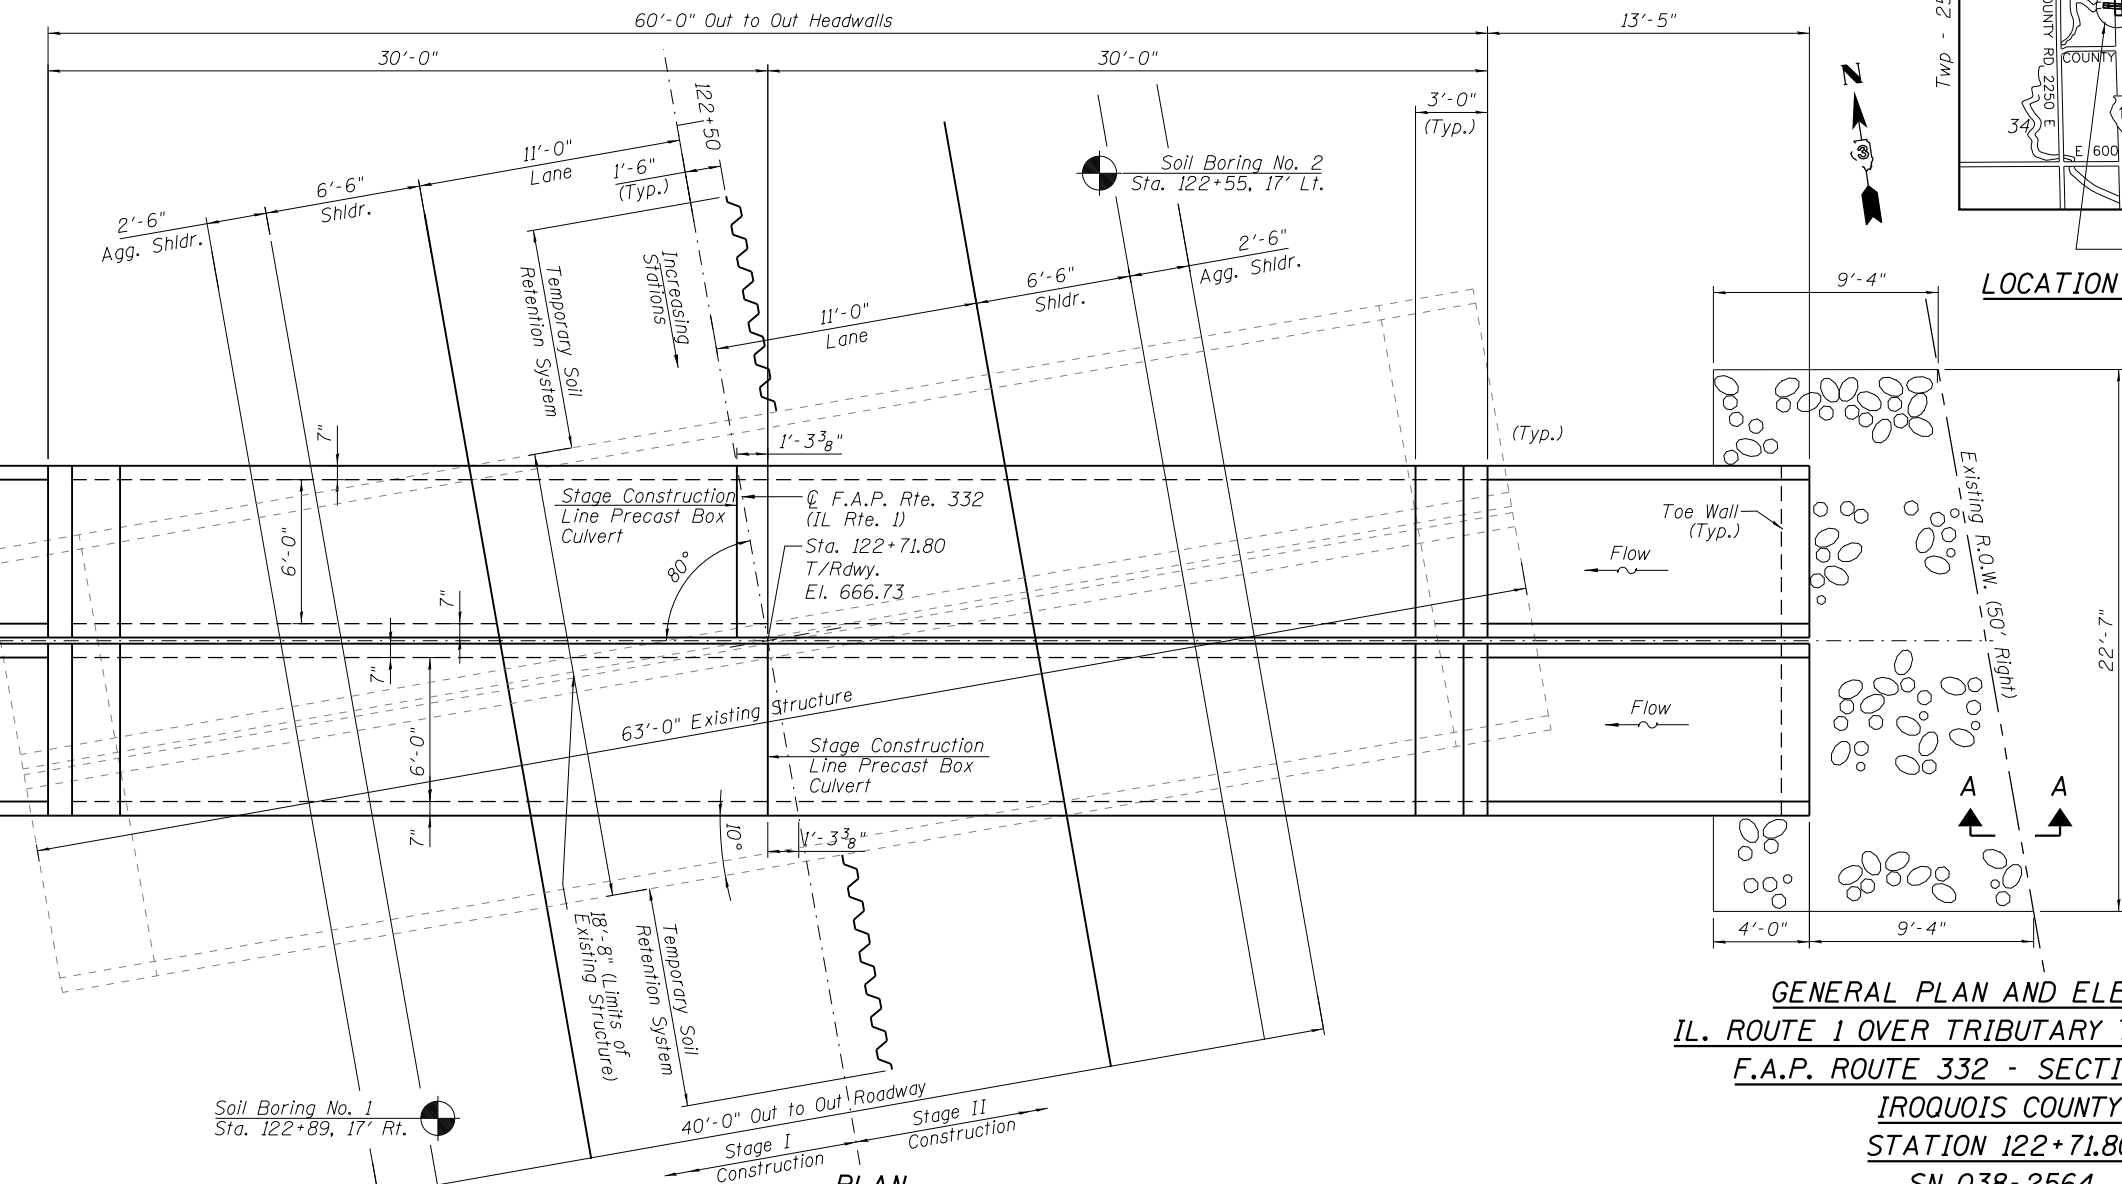 60'-0" Out to Out Headwalls
13'-5"
30'-0"
30'-0"
3'-0"
(Typ.)
122+50
11'-0"
Lane
1'-6"
(Typ.)
6'-6"
Shldr.
2'-6"
Agg. Shldr.
Soil Boring No. 2
Sta. 122+55, 17' Lt.
N
3
Twp - 25
COUNTY
OUNTY RD 2250 E
34
E 600
LOCATION
9'-4"
2'-6"
Agg. Shldr.
6'-6"
Shldr.
11'-0"
Lane
Increasing
Stations
Temporary Soil
Retention System
7"
1'-3 3/8"
(Typ.)
Stage Construction
Line Precast Box
Culvert
℄ F.A.P. Rte. 332
(IL Rte. 1)
Sta. 122+71.80
T/Rdwy.
El. 666.73
80°
6'-0"
7"
7"
Toe Wall
(Typ.)
Flow
Existing R.O.W. (50' Right)
22'-7"
63'-0" Existing Structure
Flow
Stage Construction
Line Precast Box
Culvert
6'-0"
7"
10°
1'-3 3/8"
A
A
18'-8" (Limits of
Existing Structure)
Temporary Soil
Retention System
4'-0"
9'-4"
Soil Boring No. 1
Sta. 122+89, 17' Rt.
40'-0" Out to Out Roadway
Stage I
Construction
Stage II
Construction
PLAN
GENERAL PLAN AND ELE
IL. ROUTE 1 OVER TRIBUTARY
F.A.P. ROUTE 332 - SECTI
IROQUOIS COUNTY
STATION 122+71.80
SN 038-2564